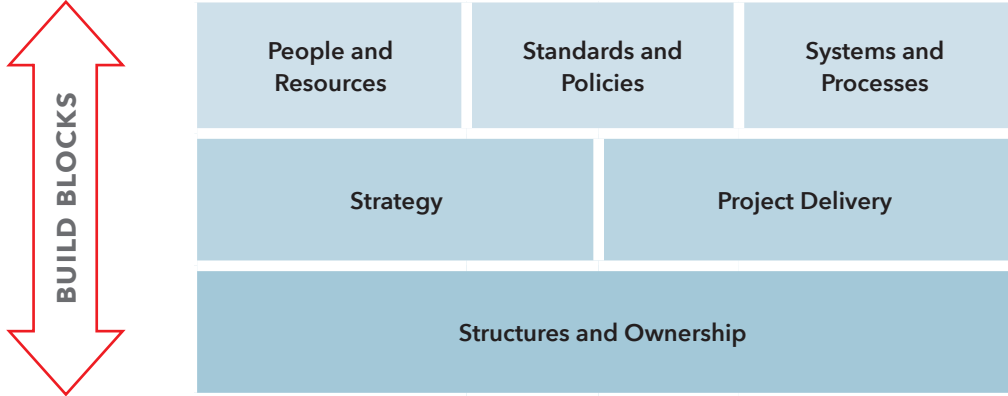 BUILD BLOCKS
People and
Resources
Standards and
Policies
Systems and
Processes
Strategy
Project Delivery
Structures and Ownership